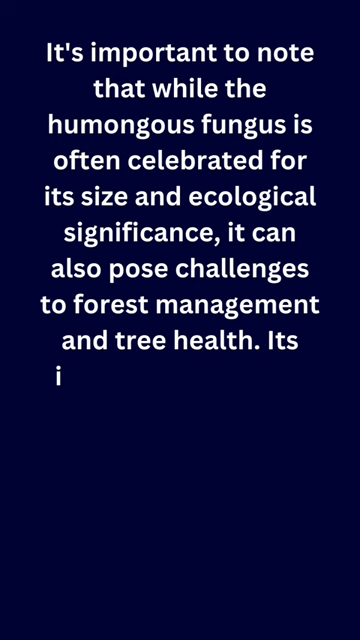 It's important to note
that while the
humongous fungus is
often celebrated for
its size and ecological
significance, it can
also pose challenges
to forest management
and tree health. Its
i